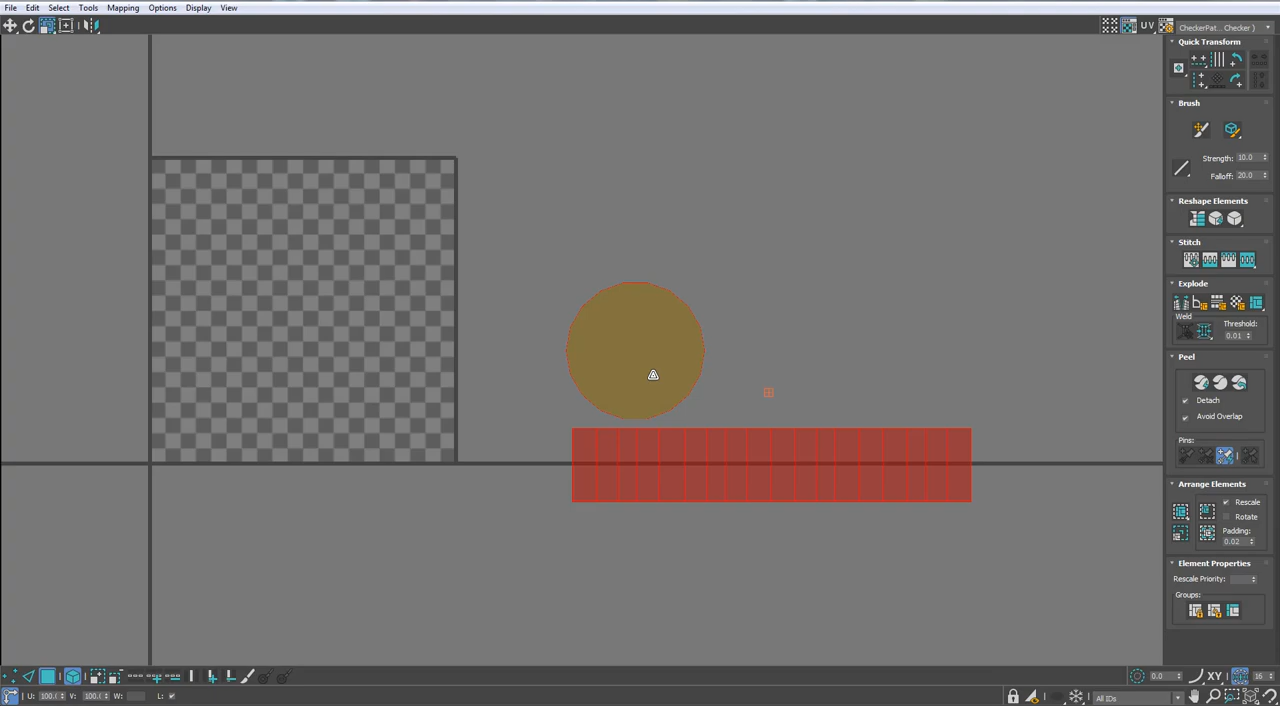 File Edit Select Tools Mapping Options Display View
UV CheckerPat... Checker )
Quick Transform
Brush
Strength: 10.0
Falloff: 20.0
Reshape Elements
Stitch
Explode
Weld
Threshold:
0.01
Peel
Detach
Avoid Overlap
Pins:
Arrange Elements
Rescale
Rotate
Padding:
0.02
Element Properties
Rescale Priority:
Groups:
0.0 XY 16
U: 100.( V: 100.( W: L: All IDs